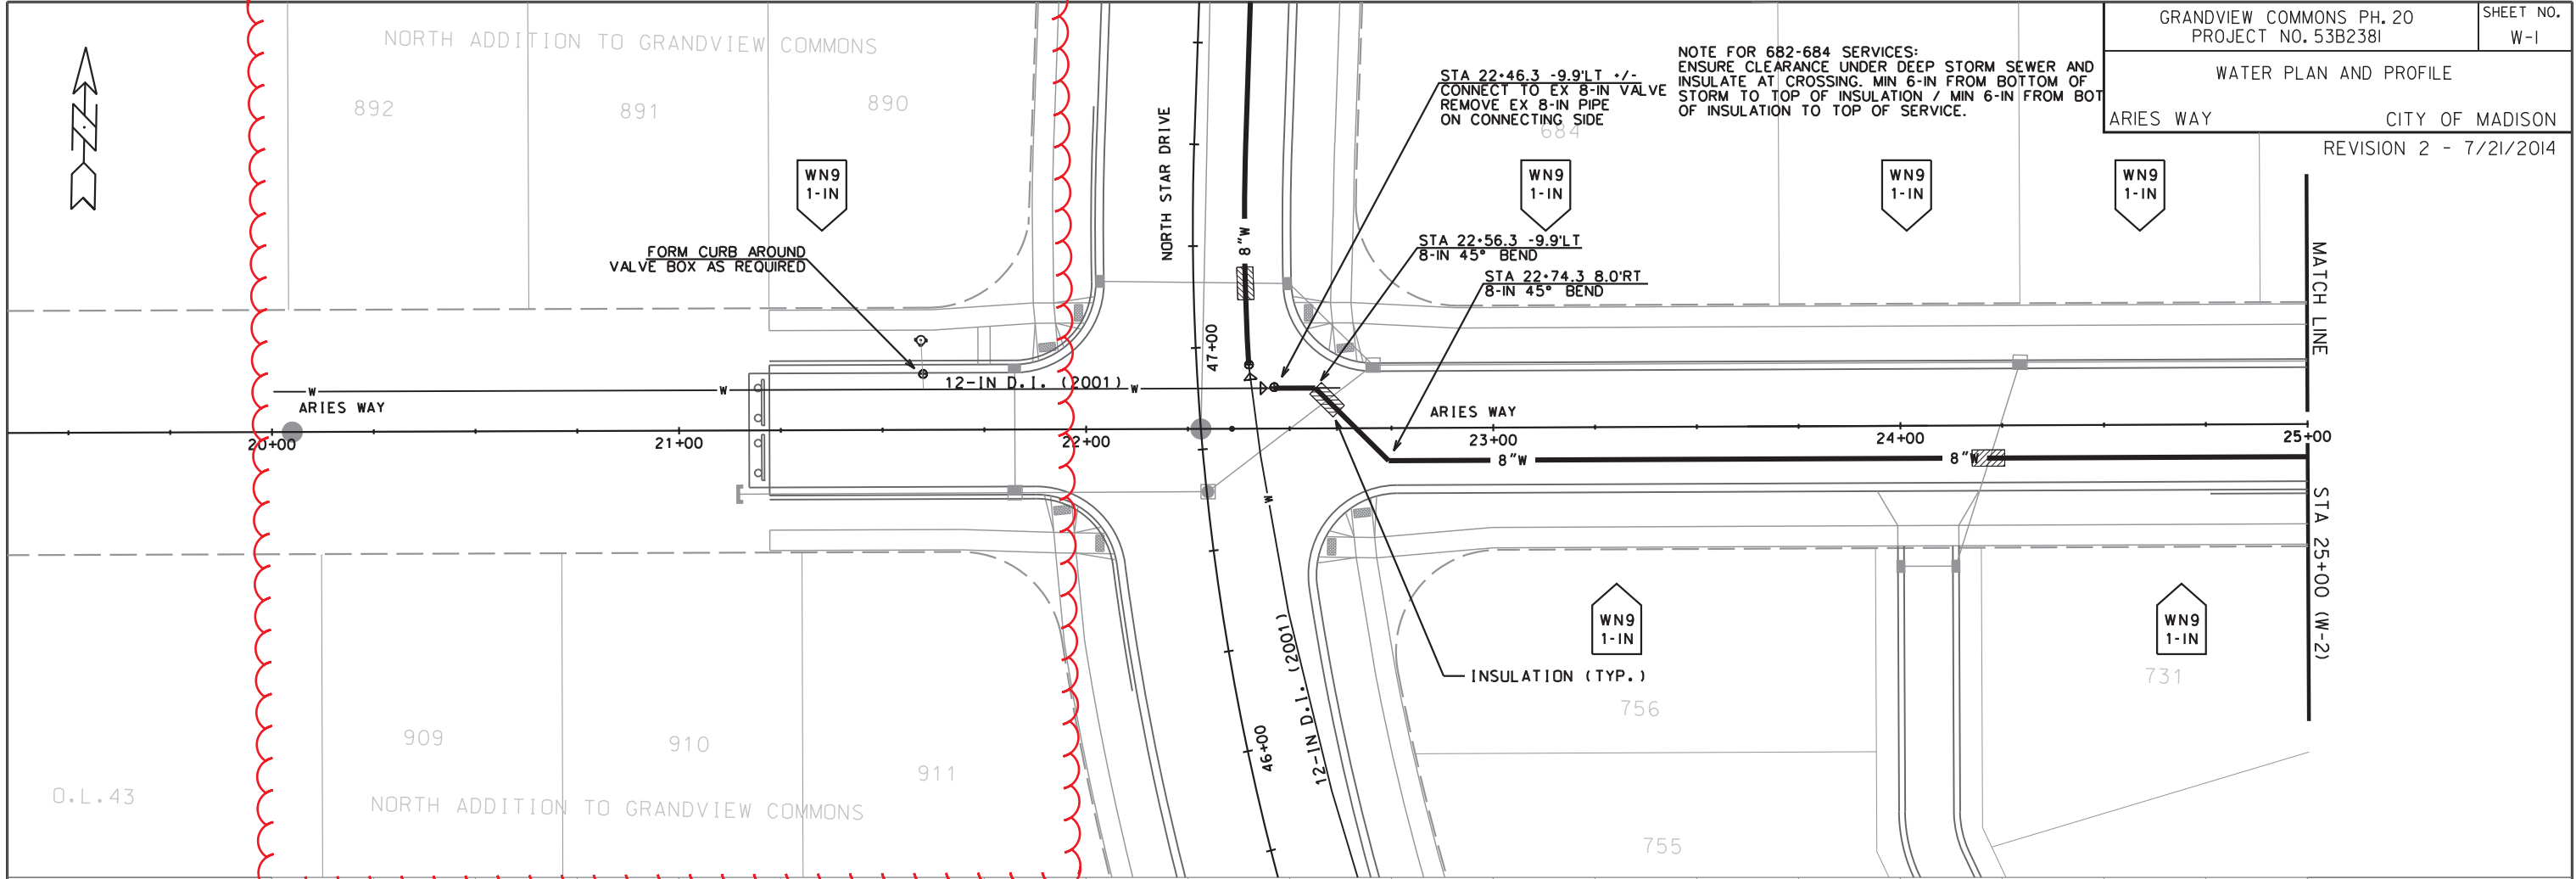 GRANDVIEW COMMONS PH. 20
PROJECT NO. 53B2381
SHEET NO.
W-1
WATER PLAN AND PROFILE
ARIES WAY
CITY OF MADISON
REVISION 2 - 7/21/2014
NORTH ADDITION TO GRANDVIEW COMMONS
892
891
890
684
N
NOTE FOR 682-684 SERVICES:
ENSURE CLEARANCE UNDER DEEP STORM SEWER AND
INSULATE AT CROSSING. MIN 6-IN FROM BOTTOM OF
STORM TO TOP OF INSULATION / MIN 6-IN FROM BOT
OF INSULATION TO TOP OF SERVICE.
STA 22+46.3 -9.9'LT +/-
CONNECT TO EX 8-IN VALVE
REMOVE EX 8-IN PIPE
ON CONNECTING SIDE
NORTH STAR DRIVE
WN9
1-IN
WN9
1-IN
WN9
1-IN
WN9
1-IN
FORM CURB AROUND
VALVE BOX AS REQUIRED
8"W
STA 22+56.3 -9.9'LT
8-IN 45° BEND
STA 22+74.3 8.0'RT
8-IN 45° BEND
MATCH LINE
47+00
W
W
12-IN D.I. (2001)
W
ARIES WAY
ARIES WAY
20+00
21+00
22+00
23+00
24+00
25+00
8"W
8"W
W
STA 25+00 (W-2)
12-IN D.I. (2001)
46+00
INSULATION (TYP.)
WN9
1-IN
WN9
1-IN
731
756
755
909
910
911
O.L.43
NORTH ADDITION TO GRANDVIEW COMMONS